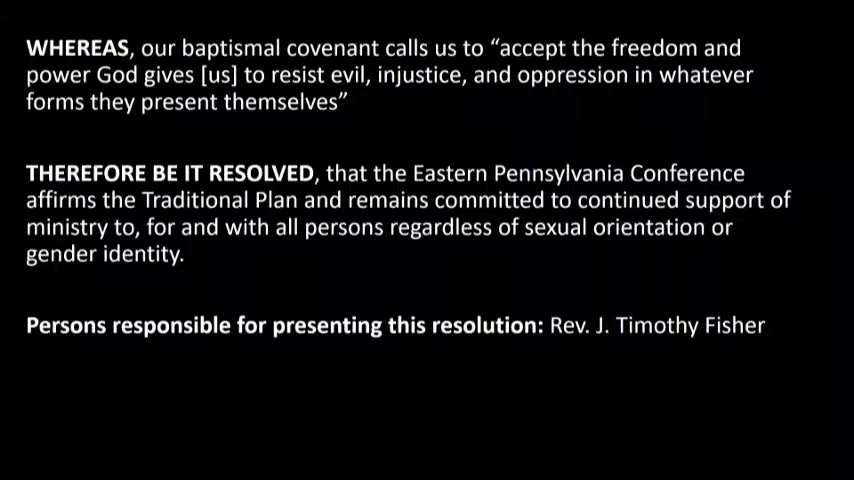 WHEREAS, our baptismal covenant calls us to “accept the freedom and
power God gives [us] to resist evil, injustice, and oppression in whatever
forms they present themselves”
THEREFORE BE IT RESOLVED, that the Eastern Pennsylvania Conference
affirms the Traditional Plan and remains committed to continued support of
ministry to, for and with all persons regardless of sexual orientation or
gender identity.
Persons responsible for presenting this resolution: Rev. J. Timothy Fisher